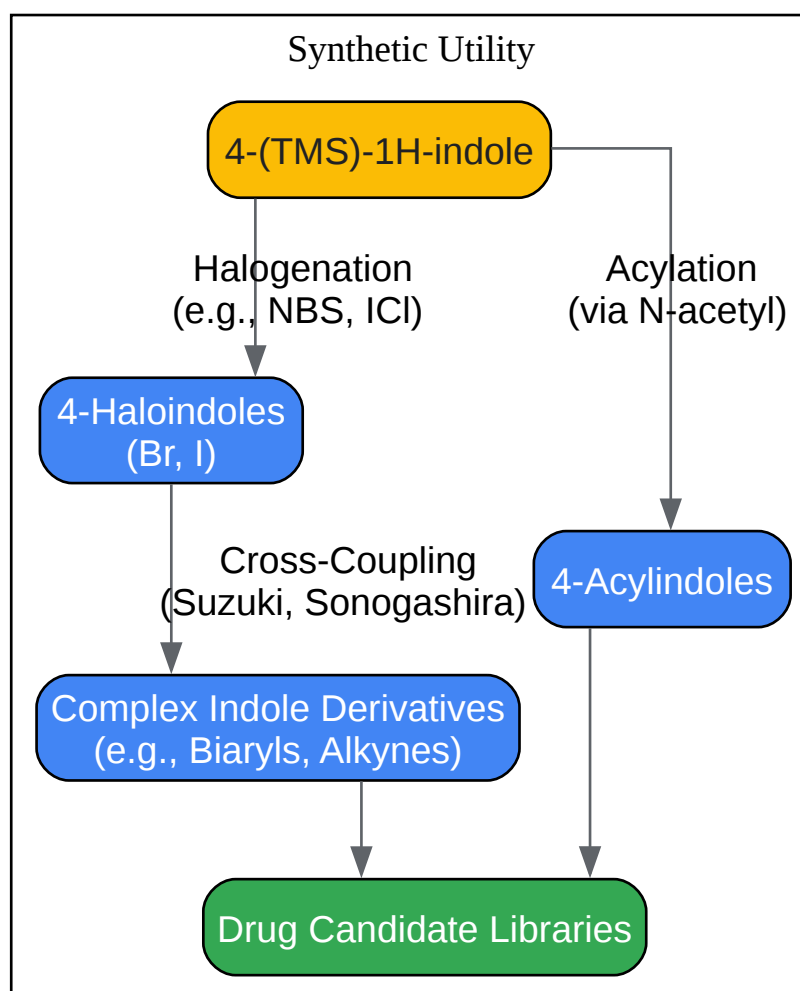 Synthetic Utility
4-(TMS)-1H-indole
Halogenation
(e.g., NBS, ICl)
Acylation
(via N-acetyl)
4-Haloindoles
(Br, I)
Cross-Coupling
(Suzuki, Sonogashira)
4-Acylindoles
Complex Indole Derivatives
(e.g., Biaryls, Alkynes)
Drug Candidate Libraries